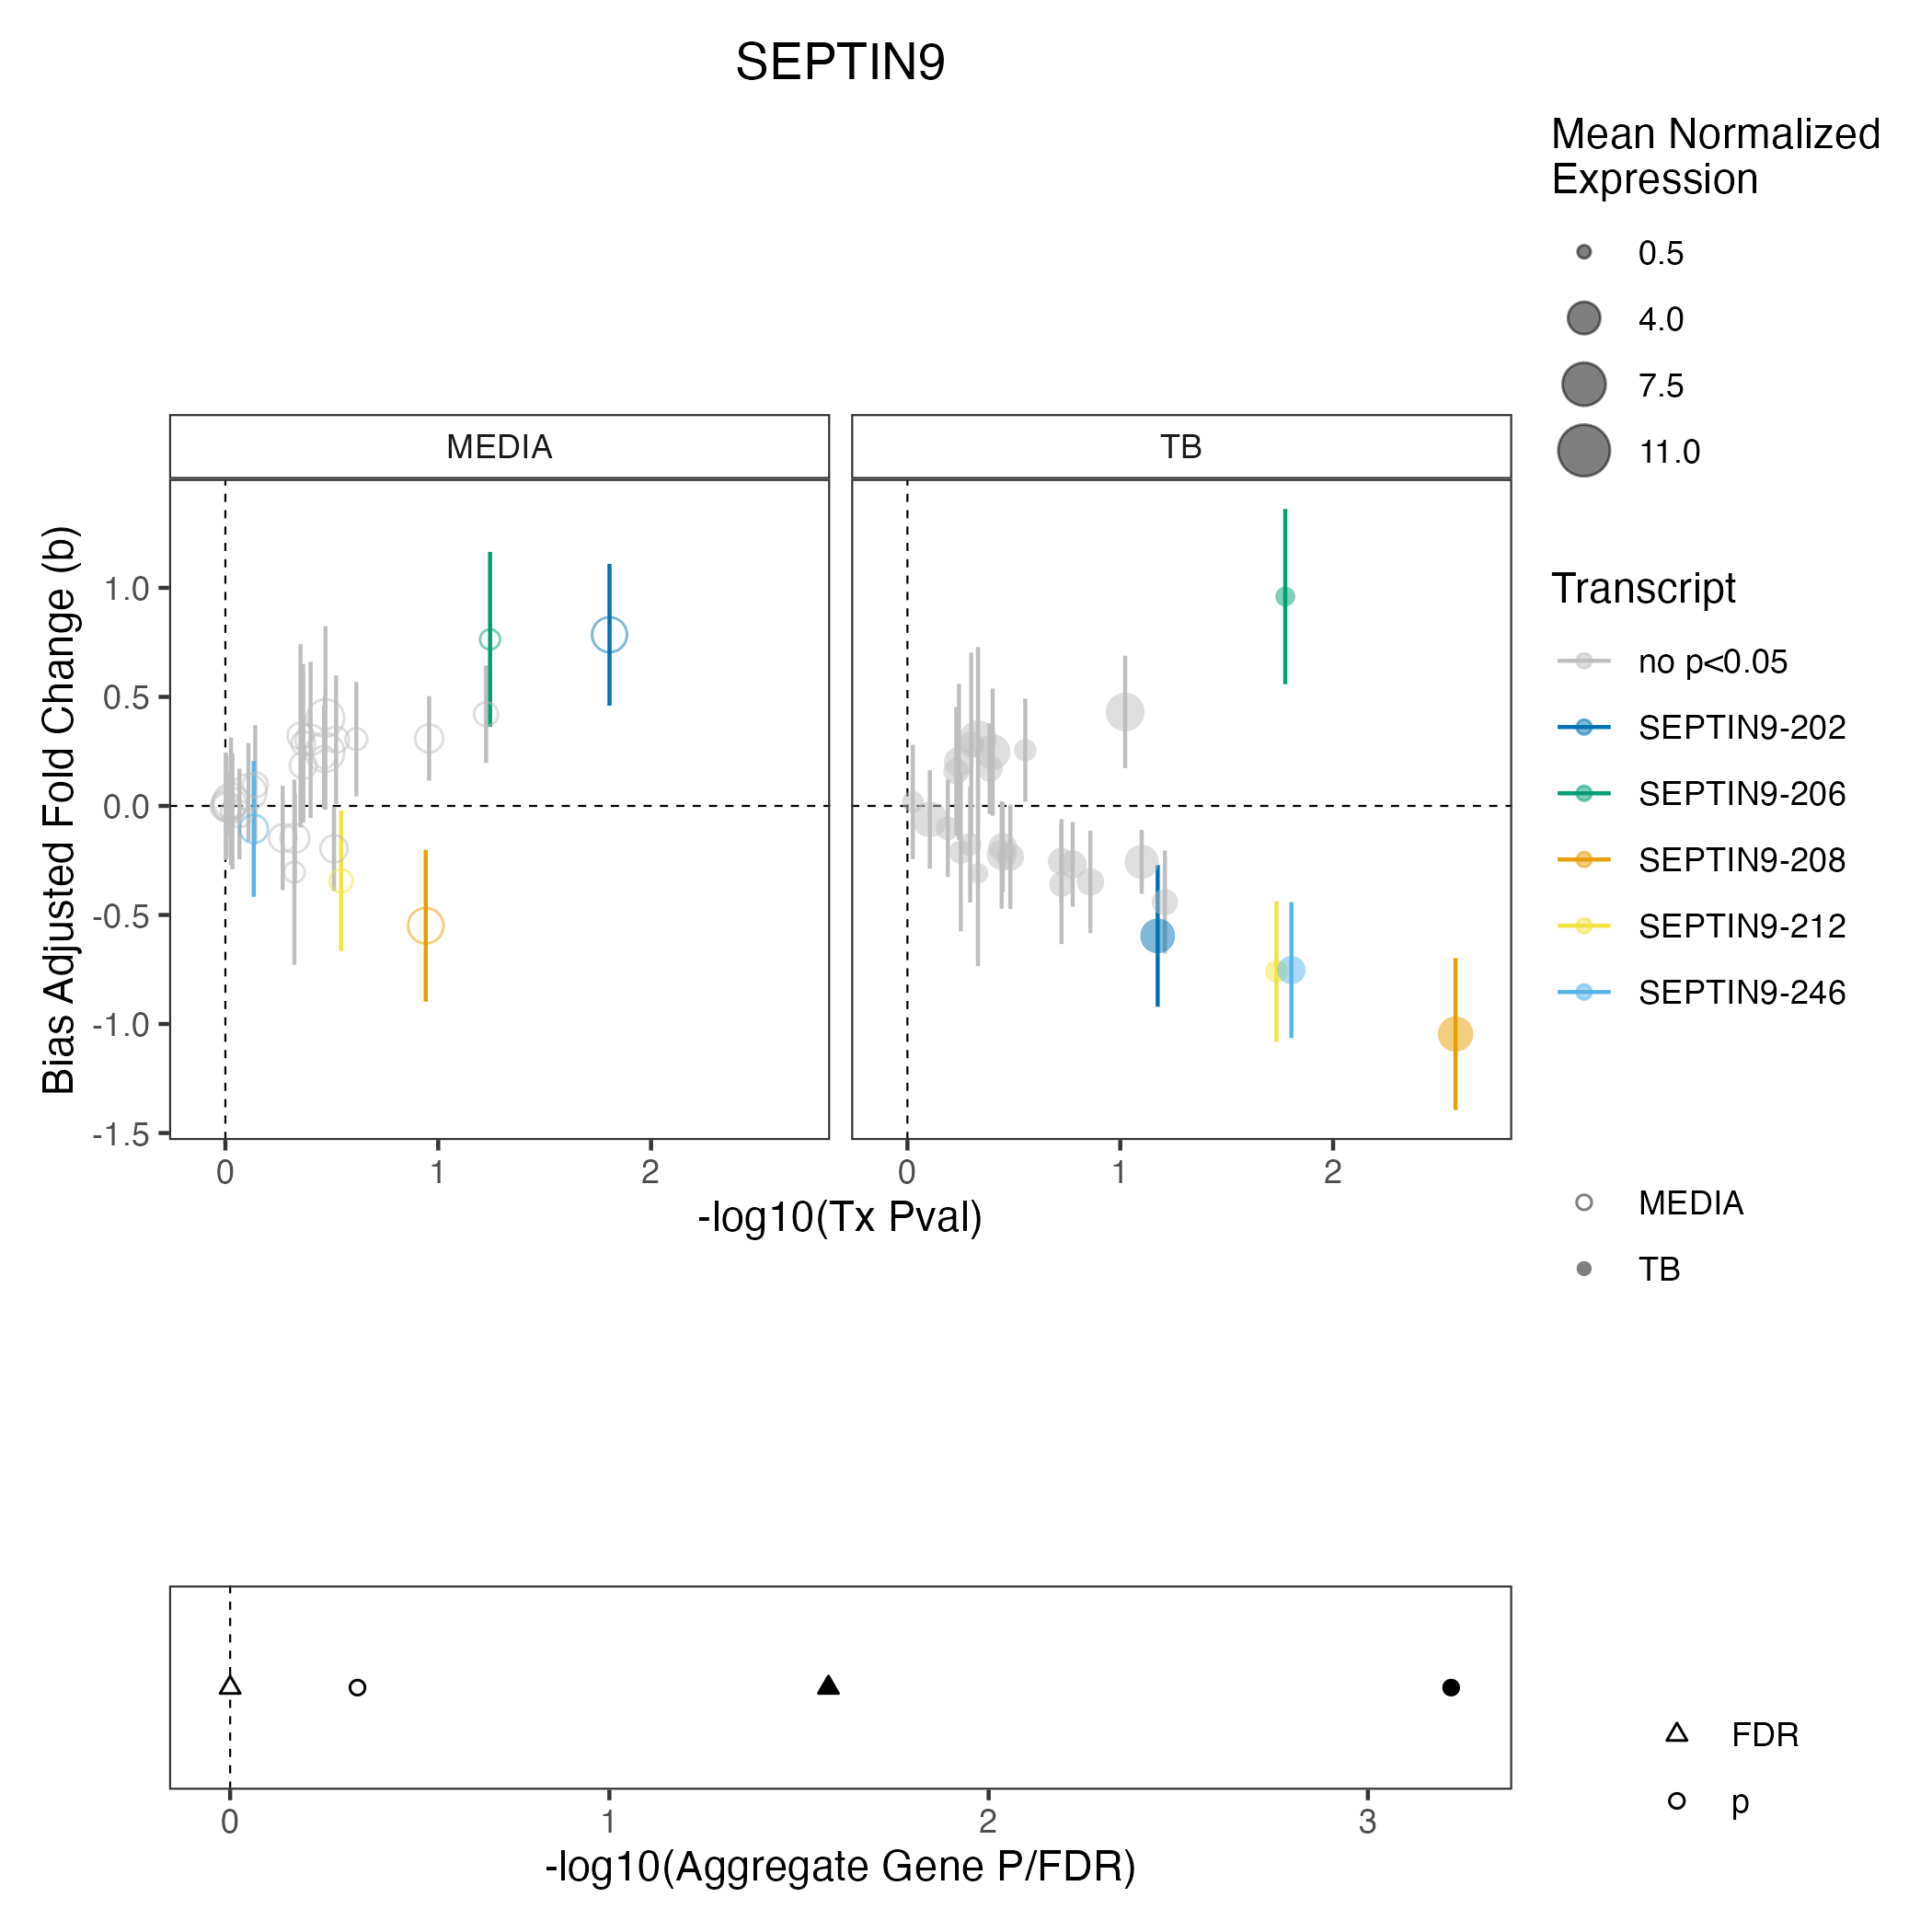 SEPTIN9
Mean Normalized
Expression
0.5
4.0
7.5
11.0
Transcript
no p<0.05
SEPTIN9-202
SEPTIN9-206
SEPTIN9-208
SEPTIN9-212
SEPTIN9-246
MEDIA
TB
MEDIA
TB
Bias Adjusted Fold Change (b)
1.0
0.5
0.0
-0.5
-1.0
-1.5
0
1
2
0
1
2
-log10(Tx Pval)
0
1
2
3
-log10(Aggregate Gene P/FDR)
FDR
p